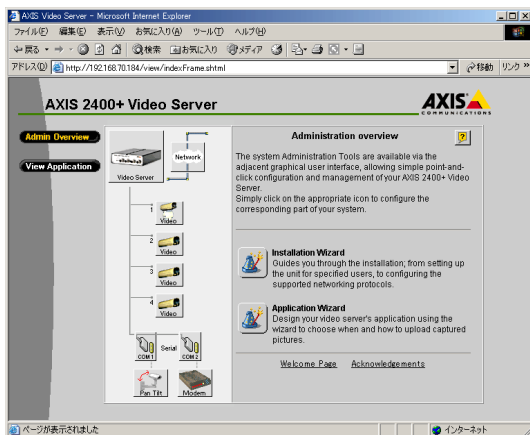 AXIS Video Server - Microsoft Internet Explorer
ファイル(F) 編集(E) 表示(V) お気に入り(A) ツール(T) ヘルプ(H)
戻る 検索 お気に入り メディア
アドレス(D) http://192.168.70.184/view/indexFrame.shtml 移動 リンク »
AXIS 2400+ Video Server
AXIS
COMMUNICATIONS
Admin Overview
View Application
Video Server
Network
1
Video
2
Video
3
Video
4
Video
COM 1
Serial
COM 2
Pan Tilt
Modem
Administration overview
?
The system Administration Tools are available via the
adjacent graphical user interface, allowing simple point-and-
click configuration and management of your AXIS 2400+ Video
Server.
Simply click on the appropriate icon to configure the
corresponding part of your system.
Installation Wizard
Guides you through the installation; from setting up
the unit for specified users, to configuring the
supported networking protocols.
Application Wizard
Design your video server's application using the
wizard to choose when and how to upload captured
pictures.
Welcome Page Acknowledgements
ページが表示されました インターネット